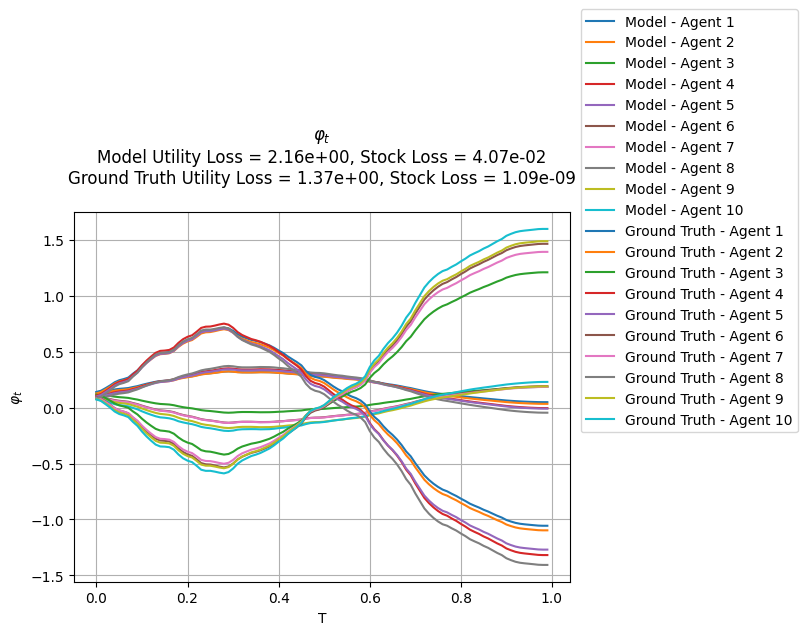 φₜ
Model Utility Loss = 2.16e+00, Stock Loss = 4.07e-02
Ground Truth Utility Loss = 1.37e+00, Stock Loss = 1.09e-09
Model - Agent 1
Model - Agent 2
Model - Agent 3
Model - Agent 4
Model - Agent 5
Model - Agent 6
Model - Agent 7
Model - Agent 8
Model - Agent 9
Model - Agent 10
Ground Truth - Agent 1
Ground Truth - Agent 2
Ground Truth - Agent 3
Ground Truth - Agent 4
Ground Truth - Agent 5
Ground Truth - Agent 6
Ground Truth - Agent 7
Ground Truth - Agent 8
Ground Truth - Agent 9
Ground Truth - Agent 10
φₜ
1.5
1.0
0.5
0.0
−0.5
−1.0
−1.5
0.0 0.2 0.4 0.6 0.8 1.0
T